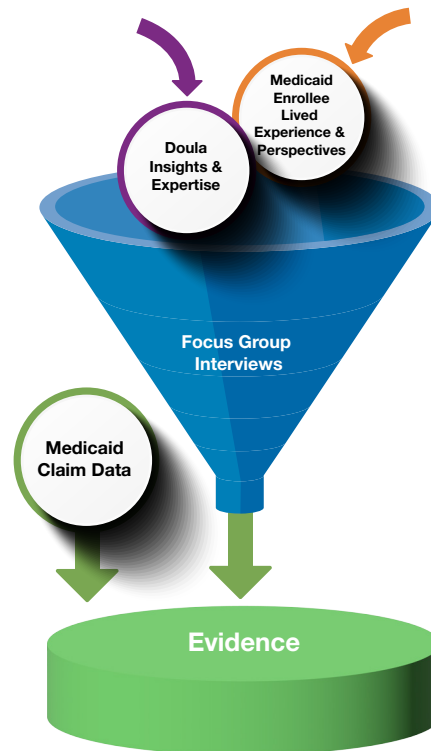 Medicaid
Enrollee
Lived
Experience &
Perspectives
Doula
Insights &
Expertise
Focus Group
Interviews
Medicaid
Claim Data
Evidence